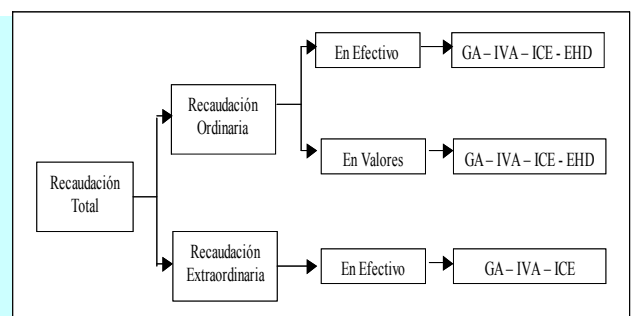 En Efectivo
GA – IVA – ICE - EHD
Recaudación
Ordinaria
En Valores
GA – IVA – ICE - EHD
Recaudación
Total
Recaudación
Extraordinaria
En Efectivo
GA – IVA – ICE